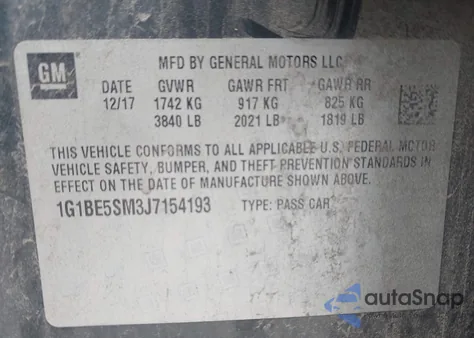 GM
MFD BY GENERAL MOTORS LLC
DATE GVWR GAWR FRT GAWR RR
12/17 1742 KG 917 KG 825 KG
3840 LB 2021 LB 1819 LB
THIS VEHICLE CONFORMS TO ALL APPLICABLE U.S. FEDERAL MOTOR
VEHICLE SAFETY, BUMPER, AND THEFT PREVENTION STANDARDS IN
EFFECT ON THE DATE OF MANUFACTURE SHOWN ABOVE.
1G1BE5SM3J7154193 TYPE: PASS CAR
autaSnap